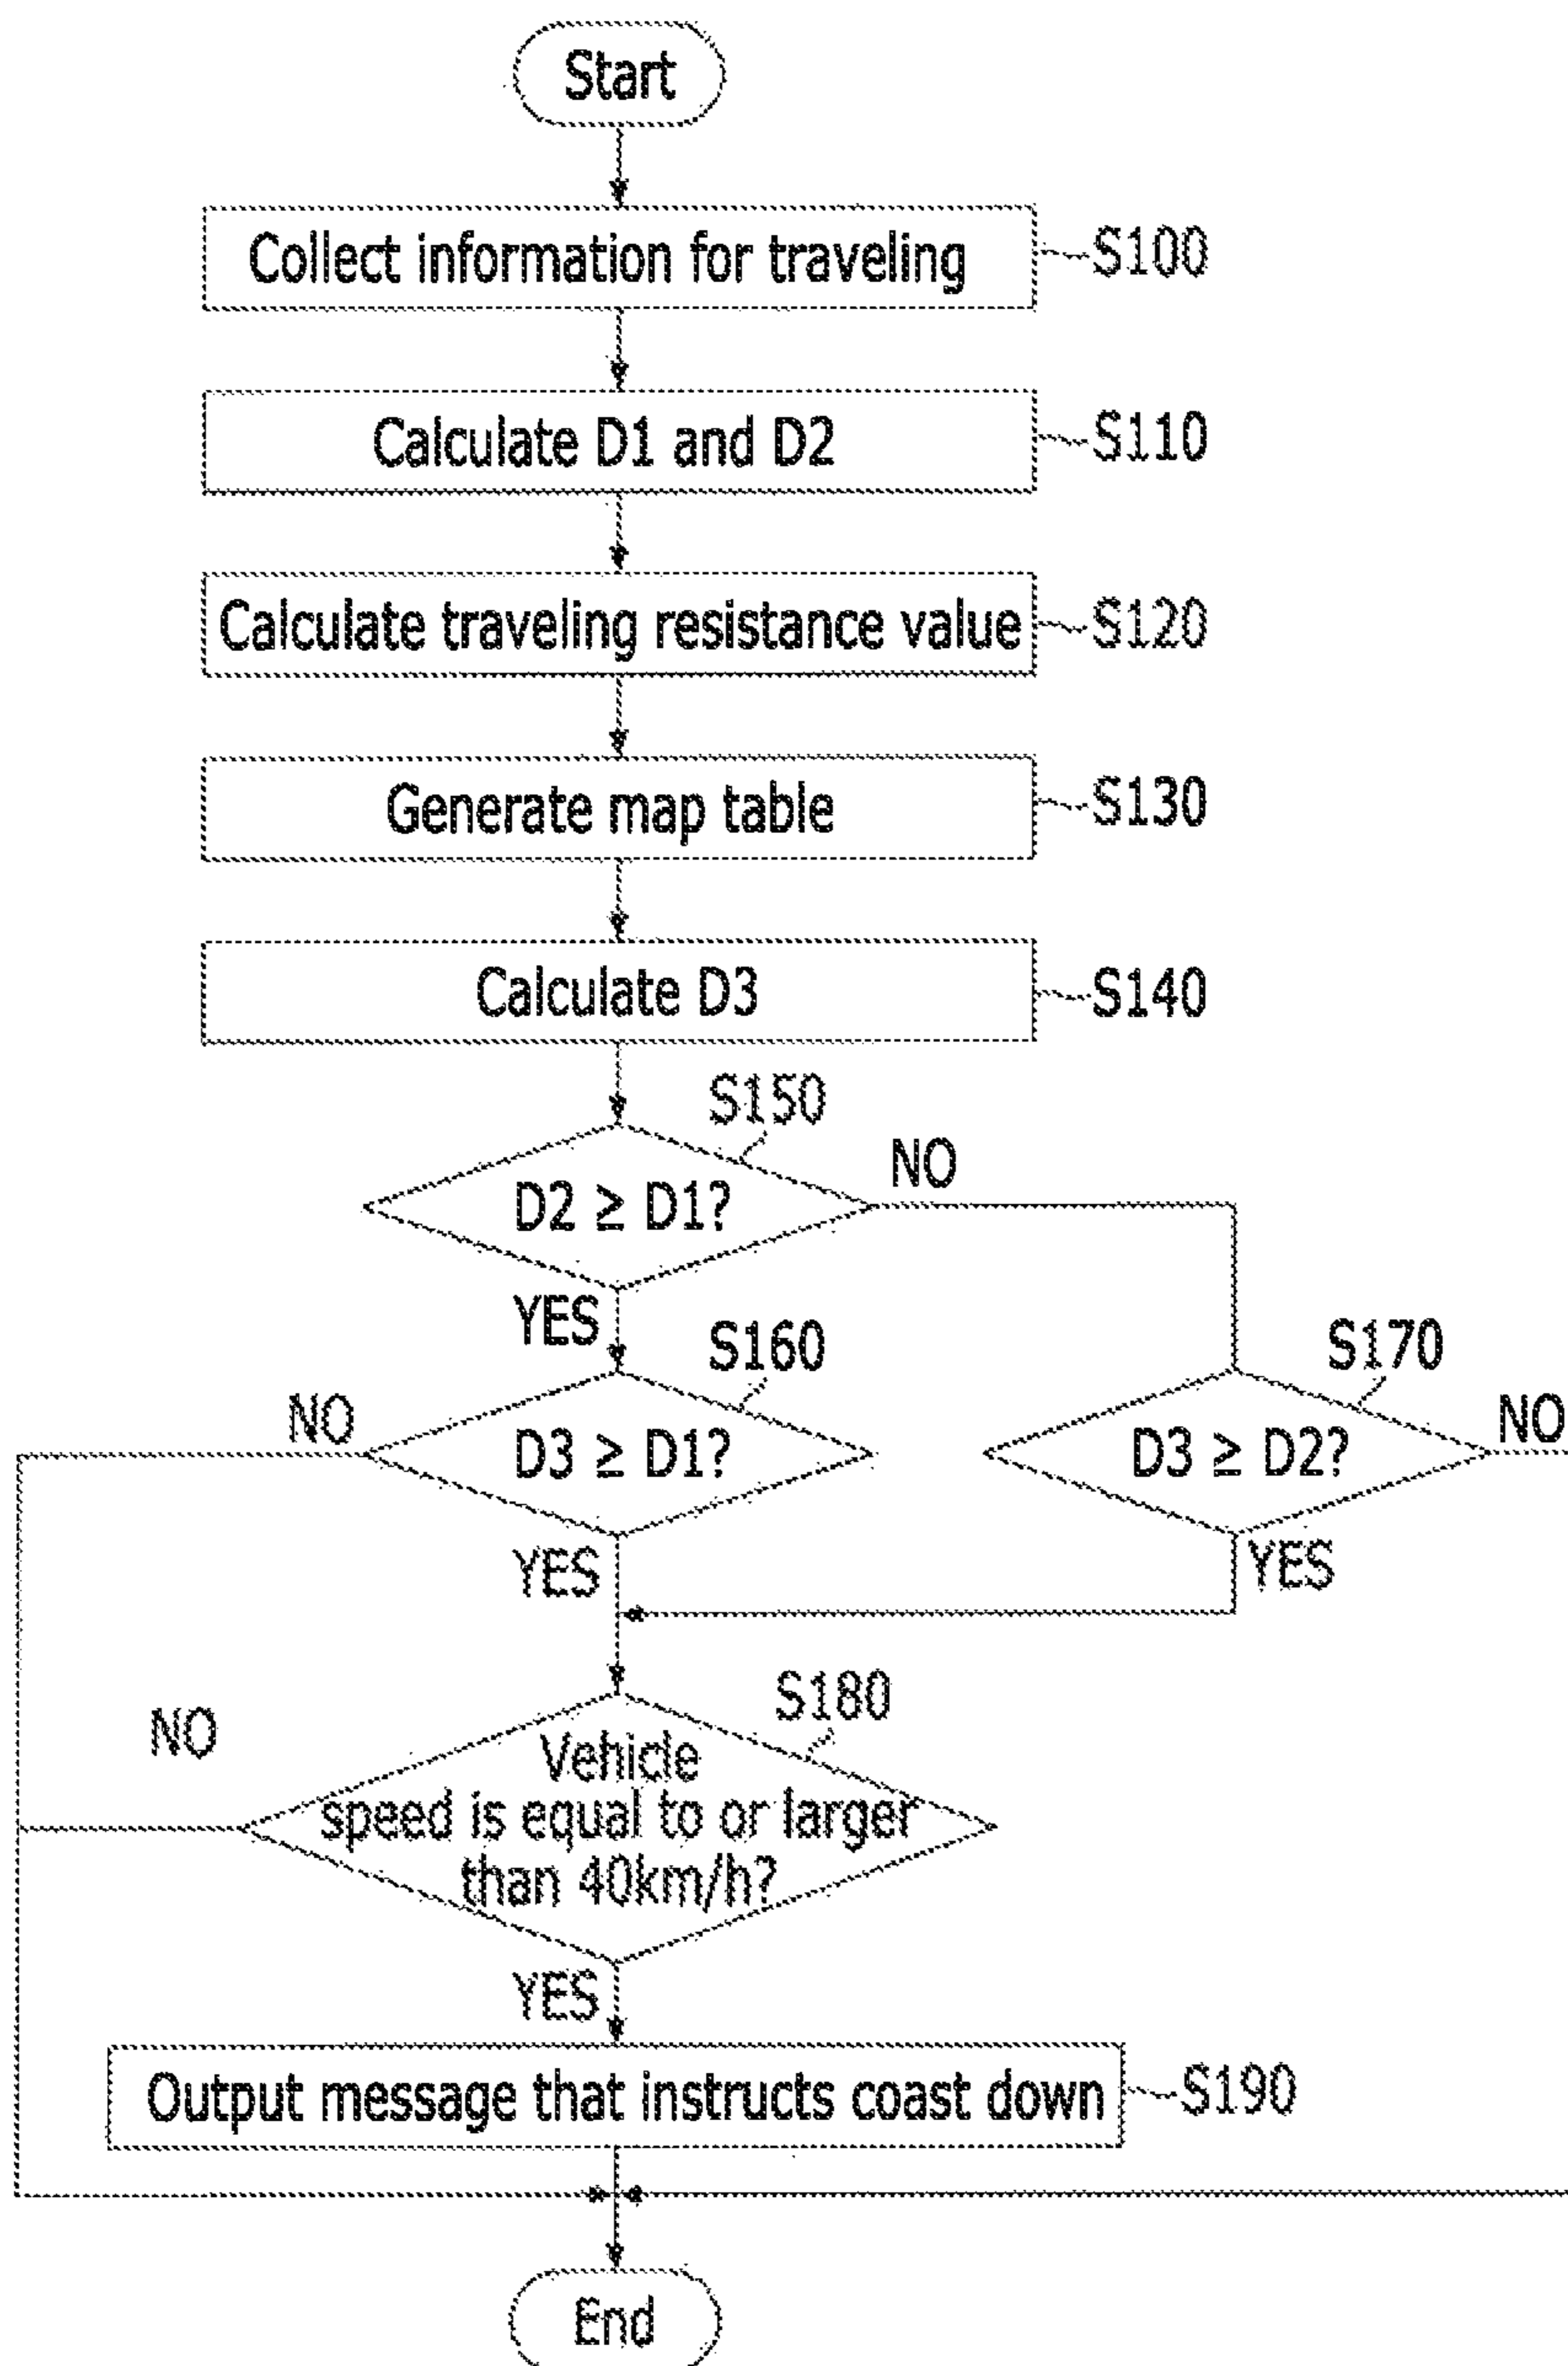 Start
Collect information for traveling
S100
Calculate D1 and D2
S110
Calculate traveling resistance value
S120
Generate map table
S130
Calculate D3
S140
S150
D2 ≥ D1?
NO
YES
S160
D3 ≥ D1?
NO
YES
S170
D3 ≥ D2?
NO
YES
S180
Vehicle
speed is equal to or larger
than 40km/h?
NO
YES
Output message that instructs coast down
S190
End